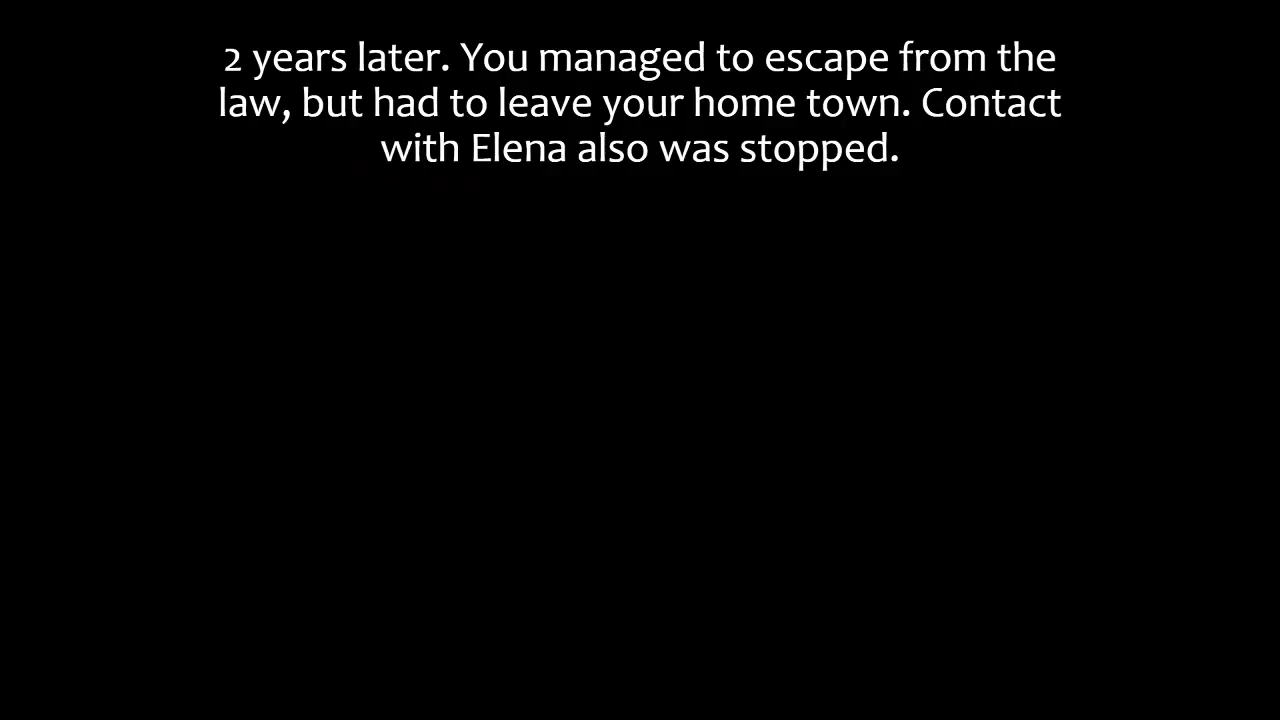 2 years later. You managed to escape from the
law, but had to leave your home town. Contact
with Elena also was stopped.